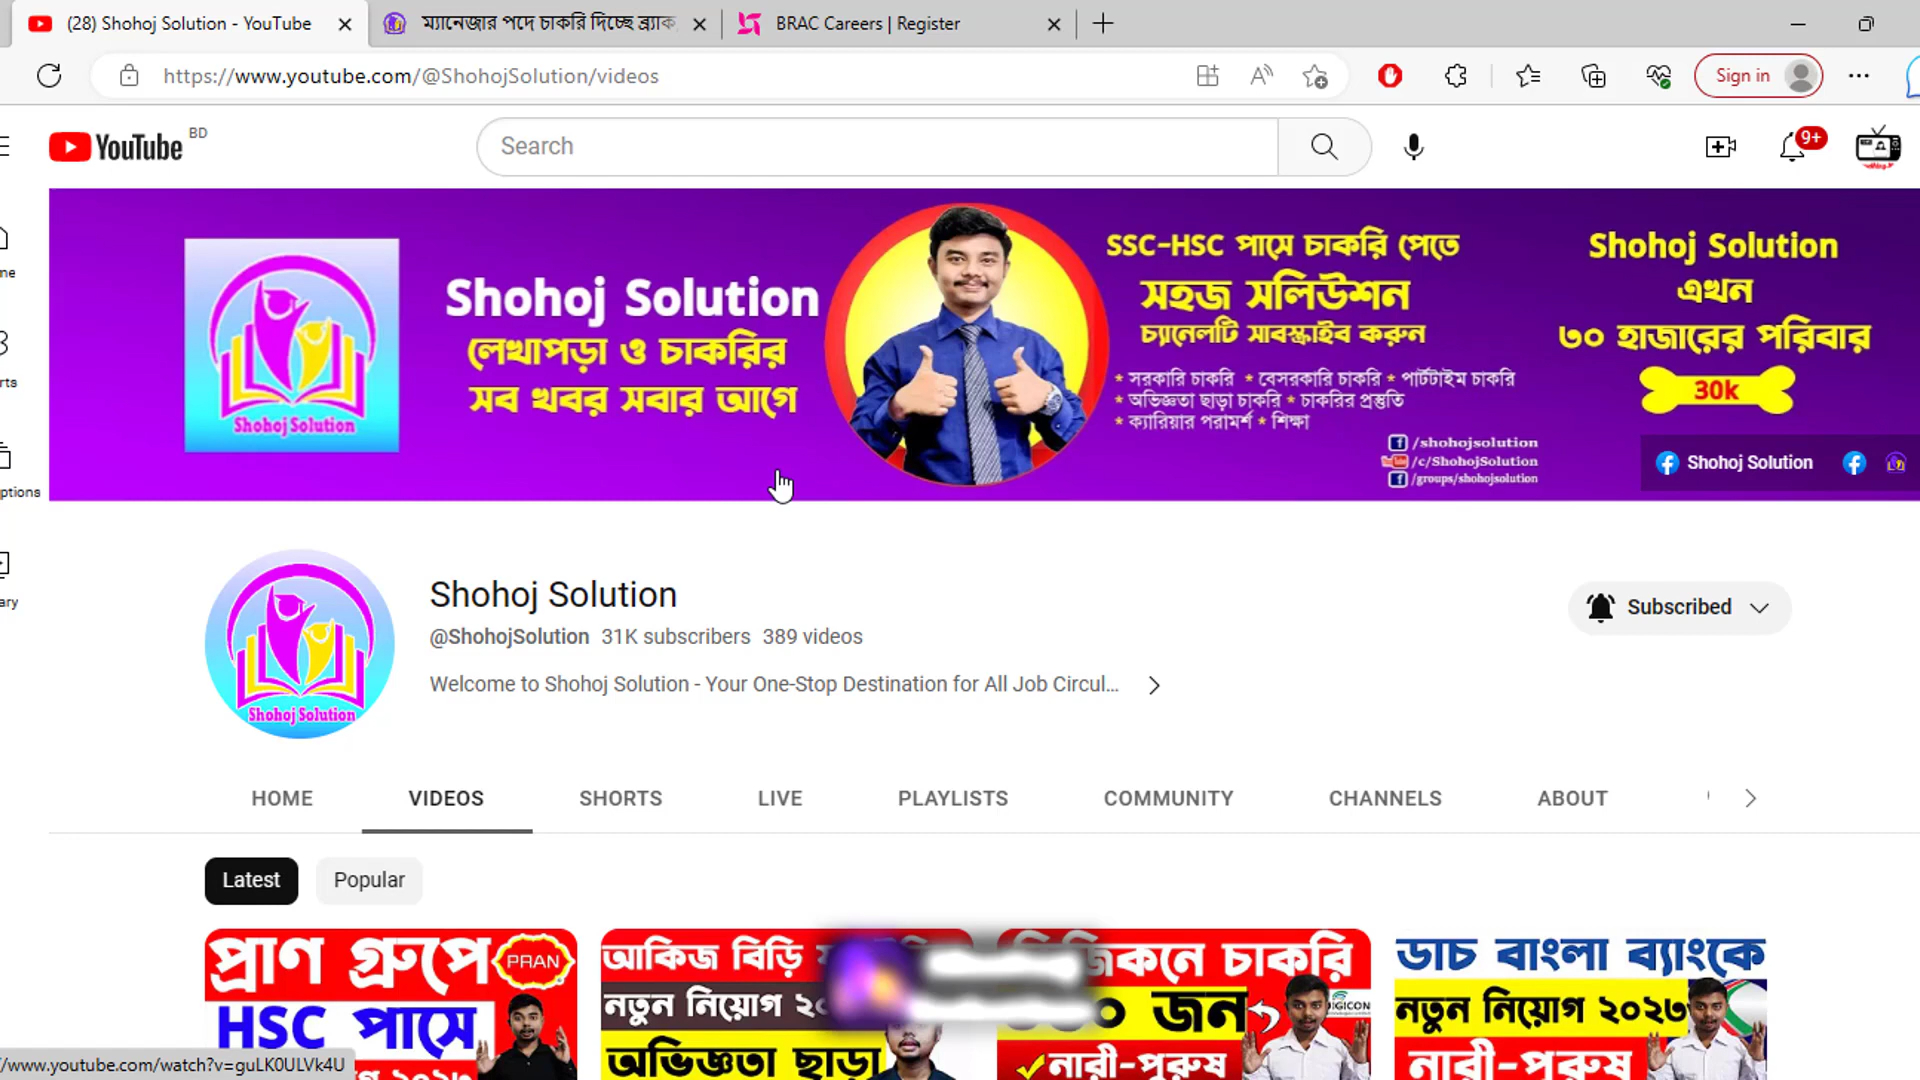 (28) Shohoj Solution - YouTube
ম্যানেজার পদে চাকরি দিচ্ছে ব্র্যাক,
BRAC Careers | Register
https://www.youtube.com/@ShohojSolution/videos
Sign in
YouTube BD
Search
9+
Shohoj Solution
লেখাপড়া ও চাকরির
সব খবর সবার আগে
Shohoj Solution
SSC-HSC পাসে চাকরি পেতে
সহজ সলিউশন
চ্যানেলটি সাবস্ক্রাইব করুন
* সরকারি চাকরি * বেসরকারি চাকরি * পার্টটাইম চাকরি
* অভিজ্ঞতা ছাড়া চাকরি * চাকরির প্রস্তুতি
* ক্যারিয়ার পরামর্শ * শিক্ষা
/shohojsolution
/c/ShohojSolution
/groups/shohojsolution
Shohoj Solution
এখন
৩০ হাজারের পরিবার
30k
Shohoj Solution
Shohoj Solution
Shohoj Solution
@ShohojSolution 31K subscribers 389 videos
Welcome to Shohoj Solution - Your One-Stop Destination for All Job Circul...
Subscribed
HOME
VIDEOS
SHORTS
LIVE
PLAYLISTS
COMMUNITY
CHANNELS
ABOUT
Latest
Popular
প্রাণ গ্রুপে
PRAN
HSC পাসে
আকিজ বিড়ি
নতুন নিয়োগ
অভিজ্ঞতা ছাড়া
চাকরি
জন
DIGICON
নারী-পুরুষ
ডাচ বাংলা ব্যাংকে
নতুন নিয়োগ ২০২৩
নারী-পুরুষ
/www.youtube.com/watch?v=guLK0ULVk4U